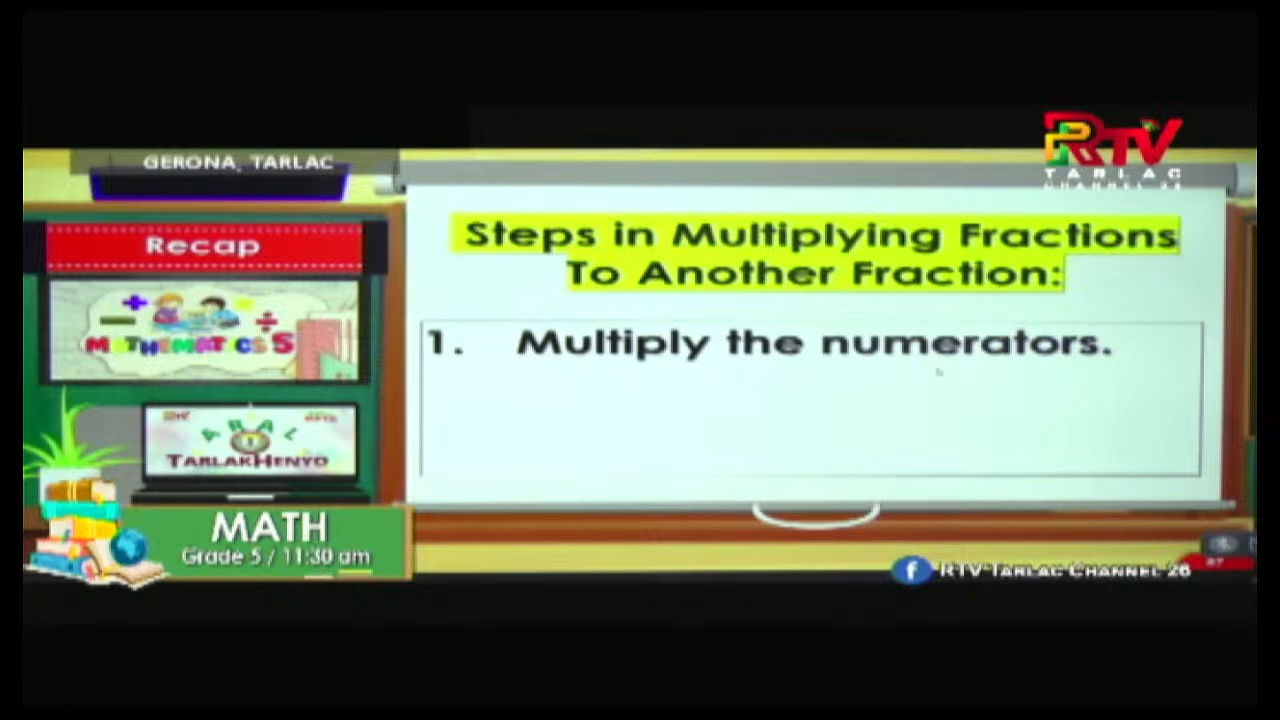 GERONA, TARLAC
RTV
TARLAC
Recap
Steps in Multiplying Fractions
To Another Fraction:
1. Multiply the numerators.
MATHEMATICS 5
ARAL
TARLAKHENYO
MATH
Grade 5 / 11:30 am
RTV TARLAC CHANNEL 26